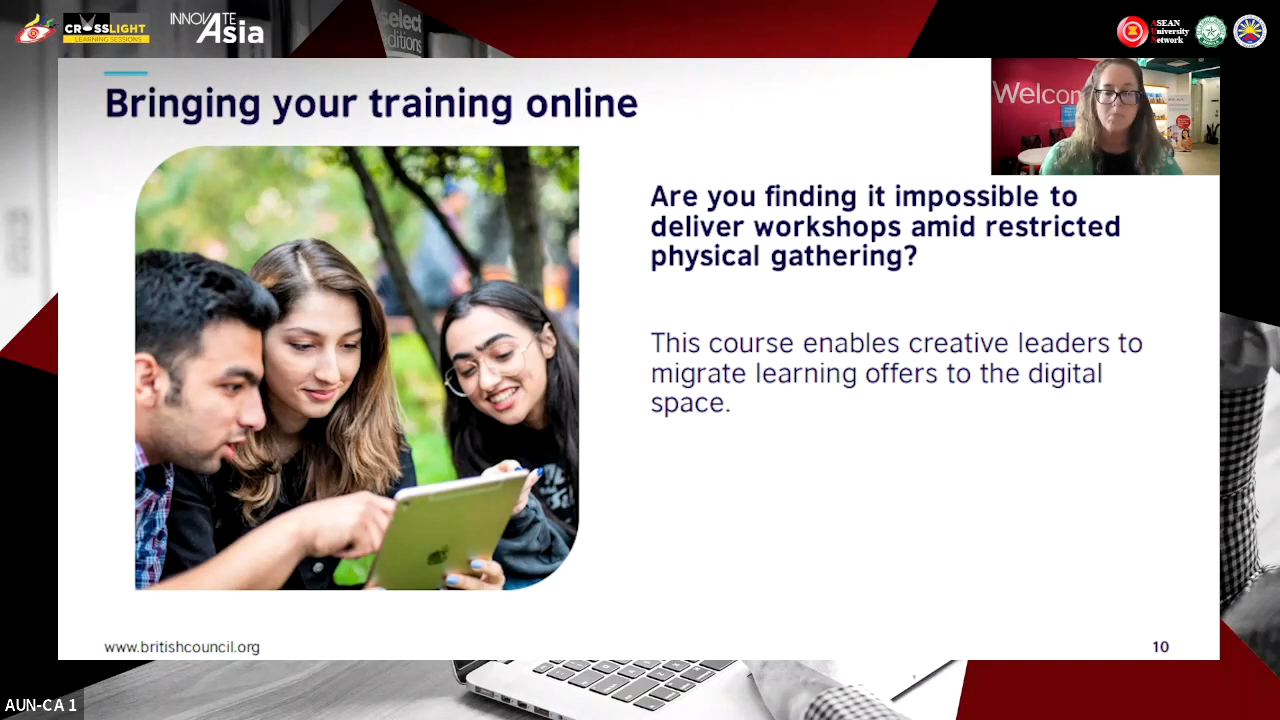 CROSSLIGHT
LEARNING SESSIONS
INNOVATE
Asia
select
ditions
ASEAN
University
Network
Welcom
Bringing your training online
Are you finding it impossible to
deliver workshops amid restricted
physical gathering?
This course enables creative leaders to
migrate learning offers to the digital
space.
www.britishcouncil.org
10
AUN-CA 1